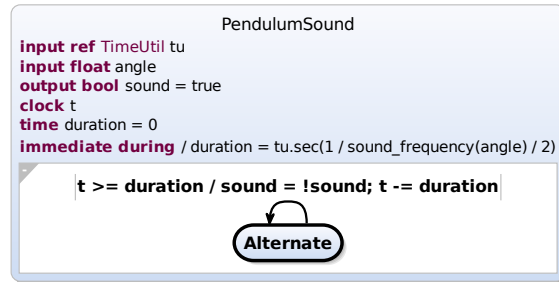 PendulumSound
input ref TimeUtil tu
input float angle
output bool sound = true
clock t
time duration = 0
immediate during / duration = tu.sec(1 / sound_frequency(angle) / 2)
-
t >= duration / sound = !sound; t -= duration
Alternate